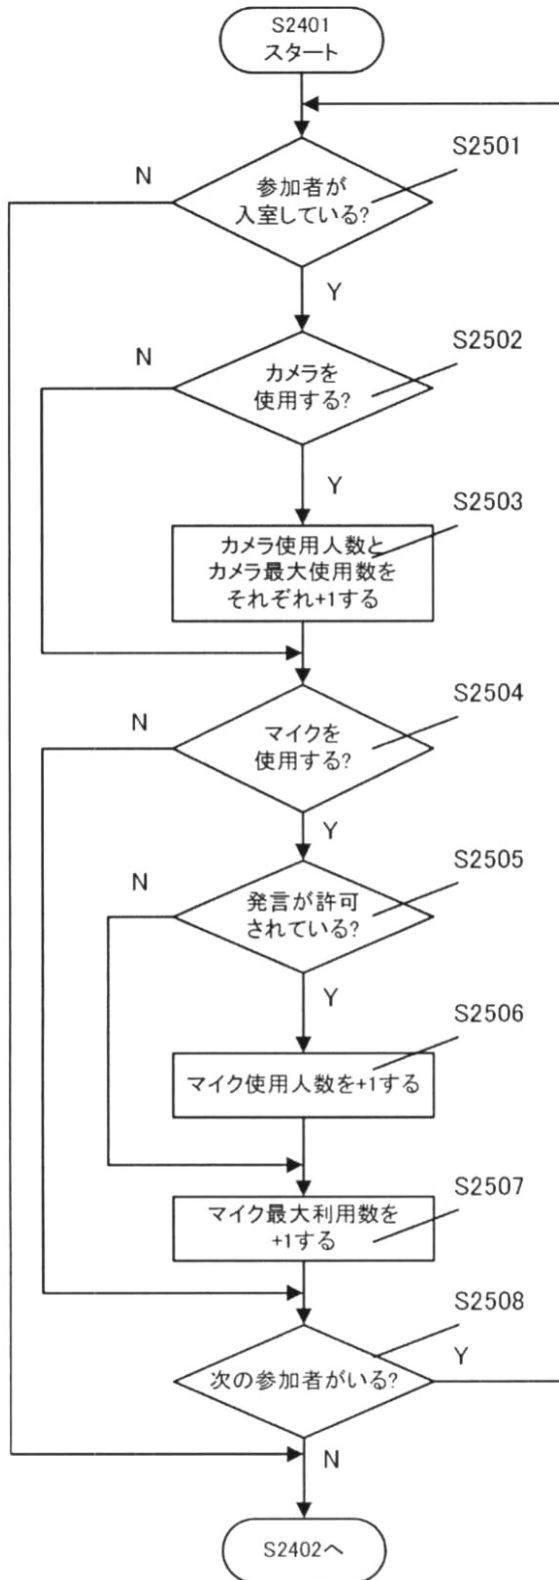 S2401
スタート
S2501
N
参加者が
入室している?
Y
S2502
N
カメラを
使用する?
Y
S2503
カメラ使用人数と
カメラ最大使用数を
それぞれ+1する
S2504
N
マイクを
使用する?
Y
S2505
N
発言が許可
されている?
Y
S2506
マイク使用人数を+1する
S2507
マイク最大利用数を
+1する
S2508
Y
次の参加者がいる?
N
S2402へ